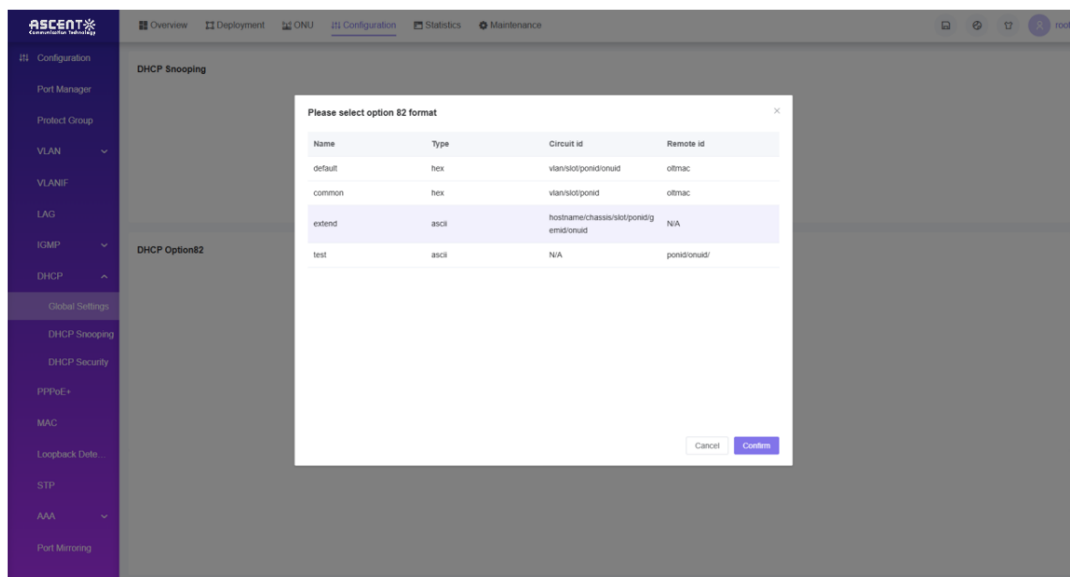 ASCENT
Communication Technology
Overview Deployment ONU Configuration Statistics Maintenance root
Configuration
Port Manager
Protect Group
VLAN
VLANIF
LAG
IGMP
DHCP
Global Settings
DHCP Snooping
DHCP Security
PPPoE+
MAC
Loopback Dete...
STP
AAA
Port Mirroring
DHCP Snooping
DHCP Option82
Please select option 82 format
Name Type Circuit id Remote id
default hex vlan/slot/ponid/onuid oltmac
common hex vlan/slot/ponid oltmac
extend ascii hostname/chassis/slot/ponid/g N/A
emid/onuid
test ascii N/A ponid/onuid/
Cancel Confirm